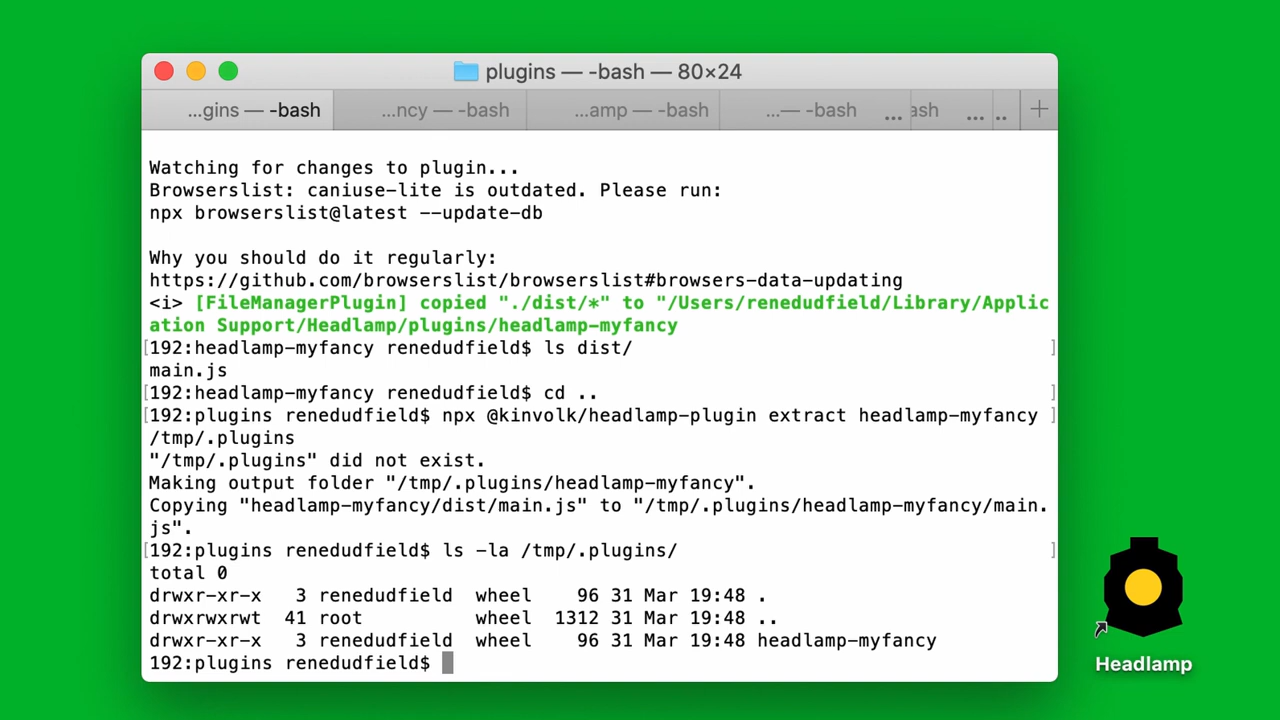 plugins — -bash — 80×24
...gins — -bash
...ncy — -bash
...amp — -bash
...— -bash
...
ash
...
..
+
Watching for changes to plugin...
Browserslist: caniuse-lite is outdated. Please run:
npx browserslist@latest --update-db
Why you should do it regularly:
https://github.com/browserslist/browserslist#browsers-data-updating
<i> [FileManagerPlugin] copied "./dist/*" to "/Users/renedudfield/Library/Applic
ation Support/Headlamp/plugins/headlamp-myfancy
[192:headlamp-myfancy renedudfield$ ls dist/ ]
main.js
[192:headlamp-myfancy renedudfield$ cd .. ]
[192:plugins renedudfield$ npx @kinvolk/headlamp-plugin extract headlamp-myfancy ]
/tmp/.plugins
"/tmp/.plugins" did not exist.
Making output folder "/tmp/.plugins/headlamp-myfancy".
Copying "headlamp-myfancy/dist/main.js" to "/tmp/.plugins/headlamp-myfancy/main.
js".
[192:plugins renedudfield$ ls -la /tmp/.plugins/ ]
total 0
drwxr-xr-x   3 renedudfield  wheel    96 31 Mar 19:48 .
drwxrwxrwt  41 root          wheel  1312 31 Mar 19:48 ..
drwxr-xr-x   3 renedudfield  wheel    96 31 Mar 19:48 headlamp-myfancy
192:plugins renedudfield$
Headlamp